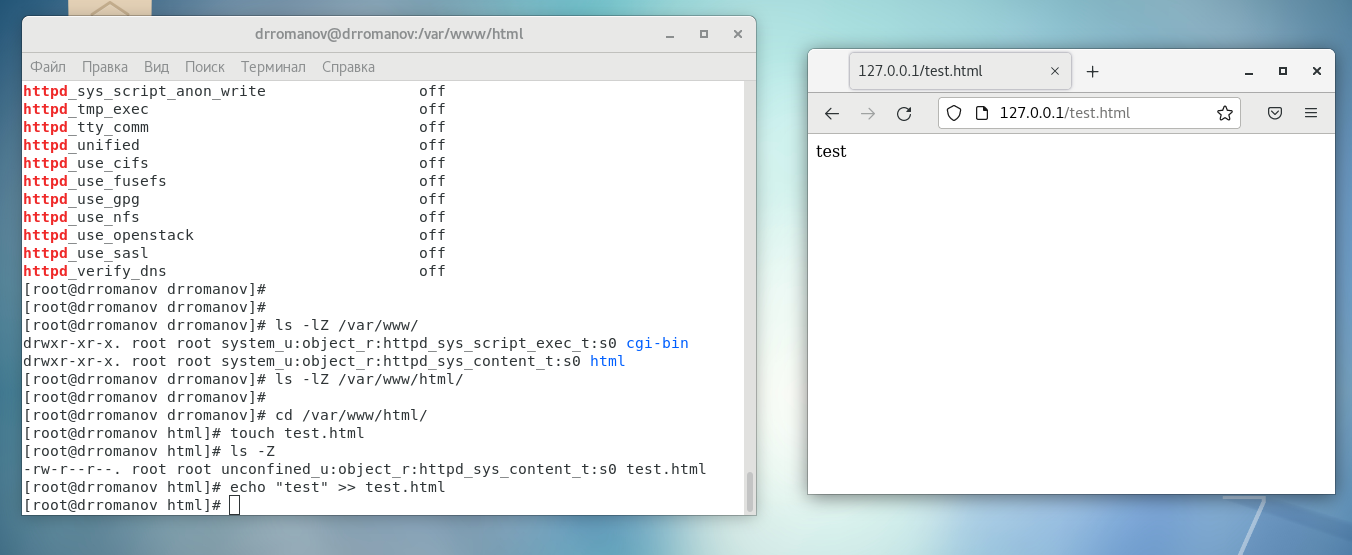 drromanov@drromanov:/var/www/html
Файл Правка Вид Поиск Терминал Справка
httpd_sys_script_anon_write off
httpd_tmp_exec off
httpd_tty_comm off
httpd_unified off
httpd_use_cifs off
httpd_use_fusefs off
httpd_use_gpg off
httpd_use_nfs off
httpd_use_openstack off
httpd_use_sasl off
httpd_verify_dns off
[root@drromanov drromanov]#
[root@drromanov drromanov]#
[root@drromanov drromanov]# ls -lZ /var/www/
drwxr-xr-x. root root system_u:object_r:httpd_sys_script_exec_t:s0 cgi-bin
drwxr-xr-x. root root system_u:object_r:httpd_sys_content_t:s0 html
[root@drromanov drromanov]# ls -lZ /var/www/html/
[root@drromanov drromanov]#
[root@drromanov drromanov]# cd /var/www/html/
[root@drromanov html]# touch test.html
[root@drromanov html]# ls -Z
-rw-r--r--. root root unconfined_u:object_r:httpd_sys_content_t:s0 test.html
[root@drromanov html]# echo "test" >> test.html
[root@drromanov html]#
127.0.0.1/test.html
127.0.0.1/test.html
test
7